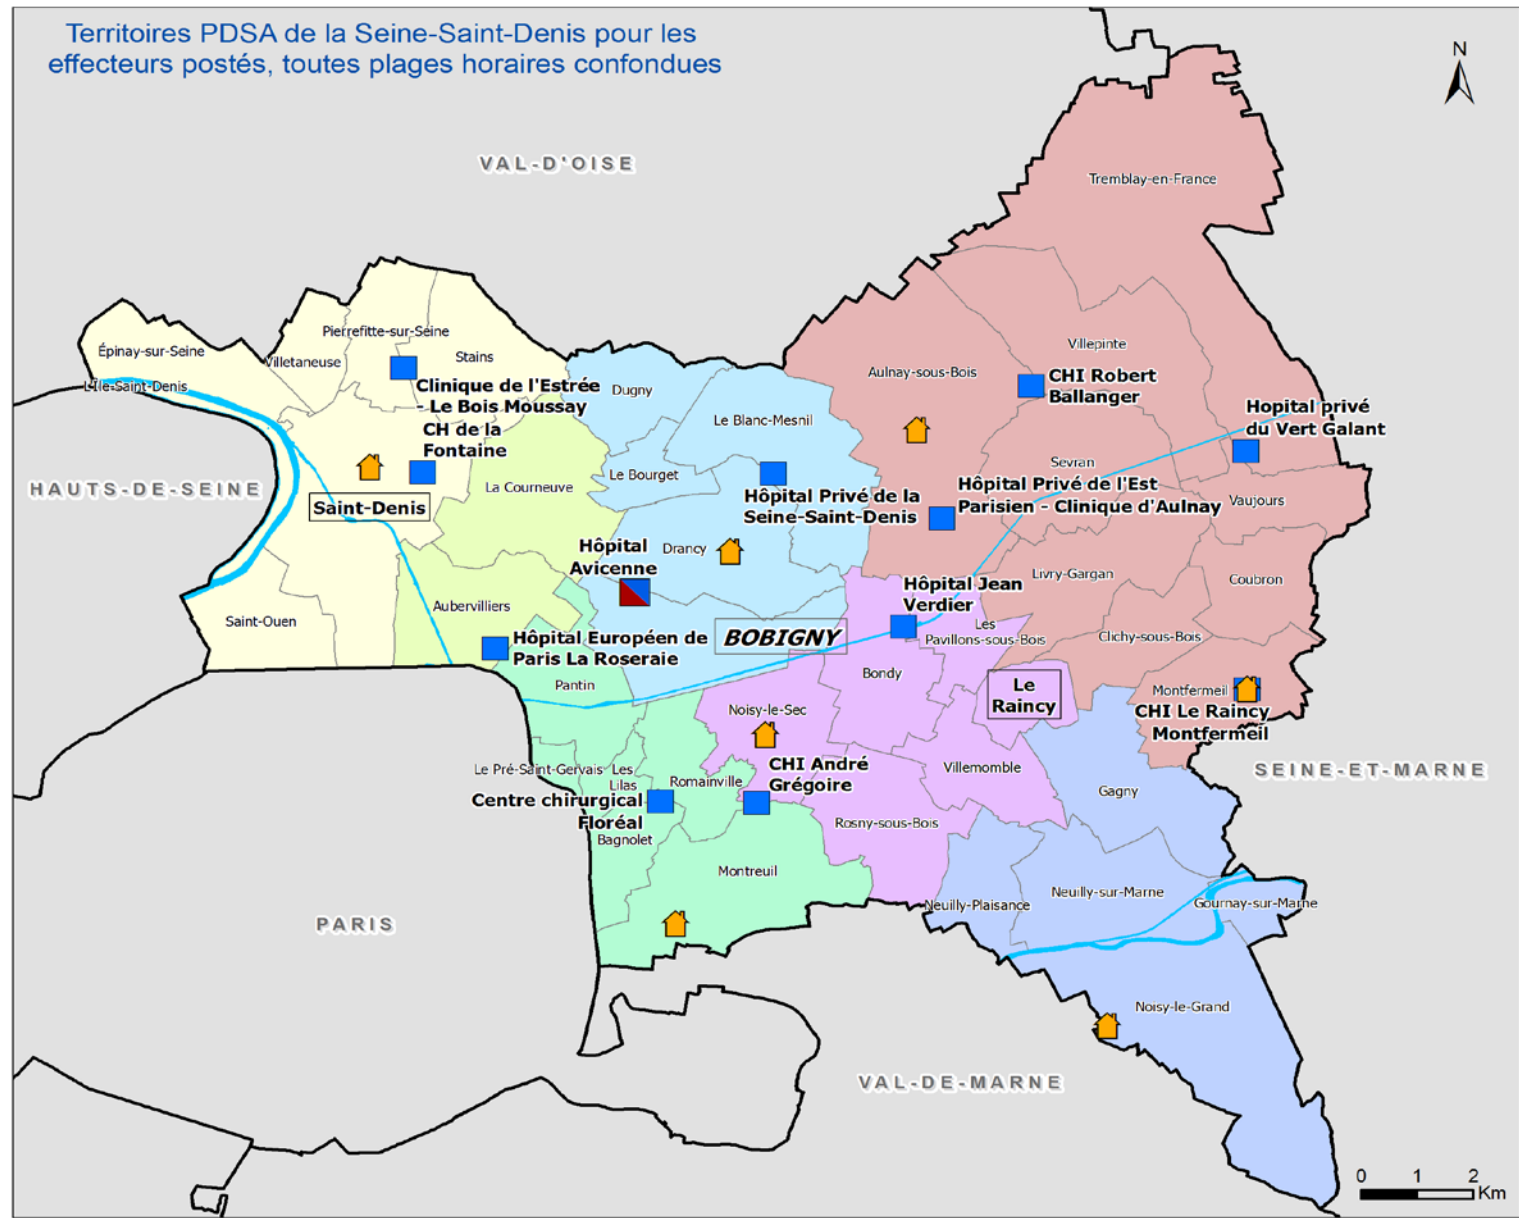 Territoires PDSA de la Seine-Saint-Denis pour les
effecteurs postés, toutes plages horaires confondues
N
VAL-D'OISE
Tremblay-en-France
Pierrefitte-sur-Seine
Épinay-sur-Seine
Villetaneuse
Stains
L'Île-Saint-Denis
Villepinte
Aulnay-sous-Bois
Dugny
Clinique de l'Estrée
- Le Bois Moussay
CHI Robert
Ballanger
Le Blanc-Mesnil
Hopital privé
du Vert Galant
CH de la
Fontaine
HAUTS-DE-SEINE
La Courneuve
Le Bourget
Sevran
Hôpital Privé de la
Seine-Saint-Denis
Hôpital Privé de l'Est
Parisien - Clinique d'Aulnay
Vaujours
Saint-Denis
Hôpital
Avicenne
Drancy
Livry-Gargan
Coubron
Hôpital Jean
Verdier
Aubervilliers
Saint-Ouen
Les
Pavillons-sous-Bois
Clichy-sous-Bois
Hôpital Européen de
Paris La Roseraie
BOBIGNY
Pantin
Bondy
Le
Raincy
Montfermeil
CHI Le Raincy
Montfermeil
Noisy-le-Sec
Le Pré-Saint-Gervais
Les
Lilas
Romainville
CHI André
Grégoire
Villemomble
SEINE-ET-MARNE
Gagny
Centre chirurgical
Floréal
Rosny-sous-Bois
Bagnolet
Montreuil
Neuilly-Plaisance
Neuilly-sur-Marne
Gournay-sur-Marne
PARIS
Noisy-le-Grand
VAL-DE-MARNE
0 1 2
Km